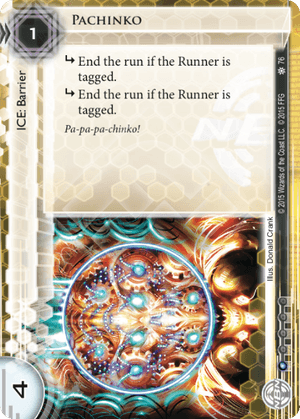 PACHINKO
1
ICE: Barrier
↳ End the run if the Runner is
tagged.
↳ End the run if the Runner is
tagged.
Pa-pa-pa-chinko!
76
© 2015 Wizards of the Coast LLC. © 2015 FFG
Illus. Donald Crank
4